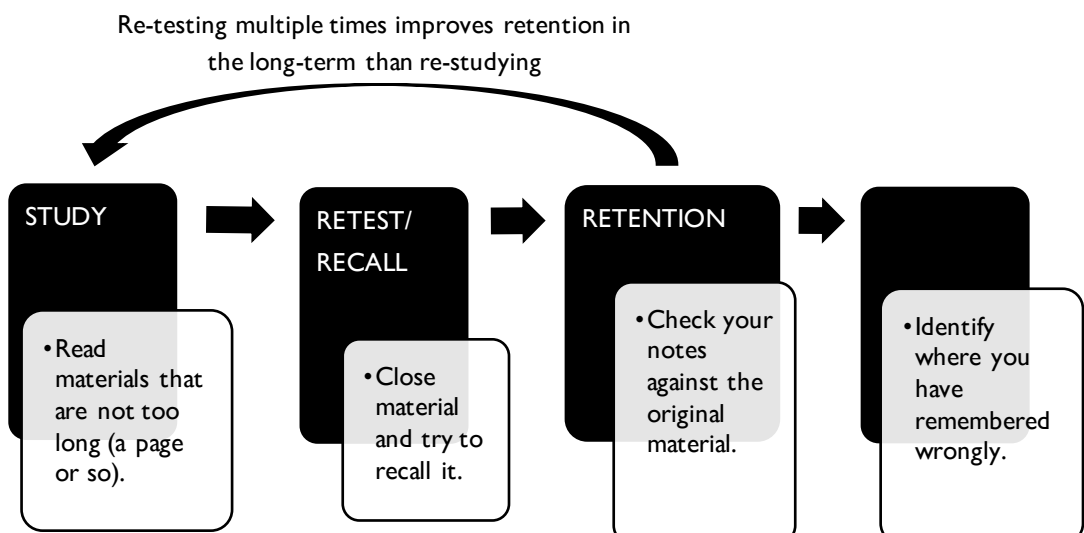 Re-testing multiple times improves retention in
the long-term than re-studying
STUDY
•Read
materials that
are not too
long (a page
or so).
RETEST/
RECALL
•Close
material
and try to
recall it.
RETENTION
•Check your
notes
against the
original
material.
•Identify
where you
have
remembered
wrongly.